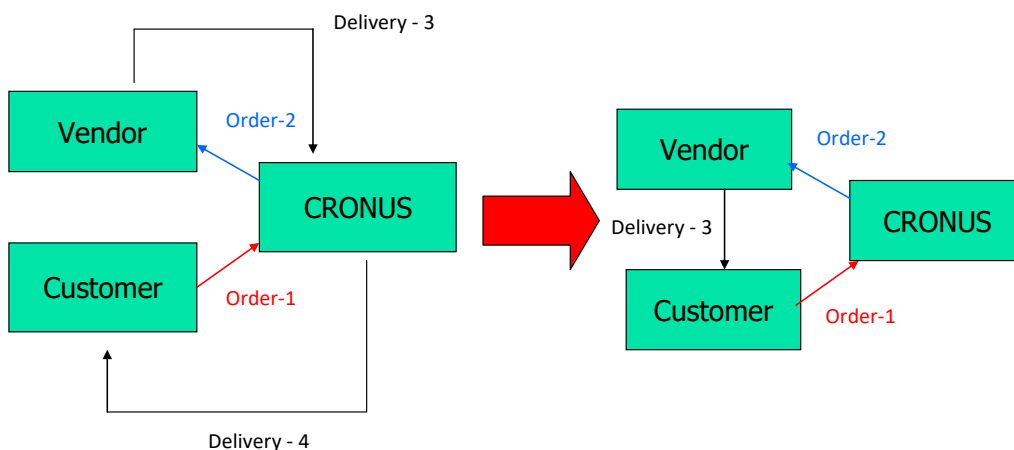 Delivery - 3
Vendor
Order-2
CRONUS
Customer
Order-1
Delivery - 4
Vendor
Order-2
CRONUS
Delivery - 3
Customer
Order-1